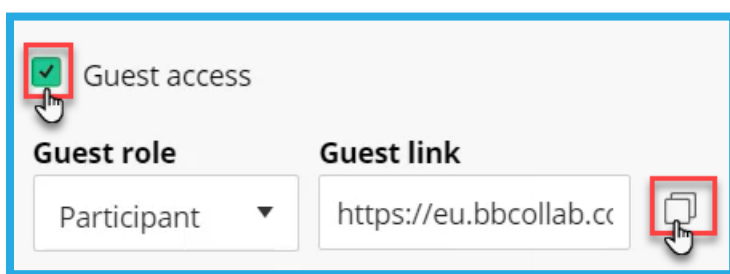 Guest access
Guest role
Guest link
Participant
https://eu.bbcollab.cc